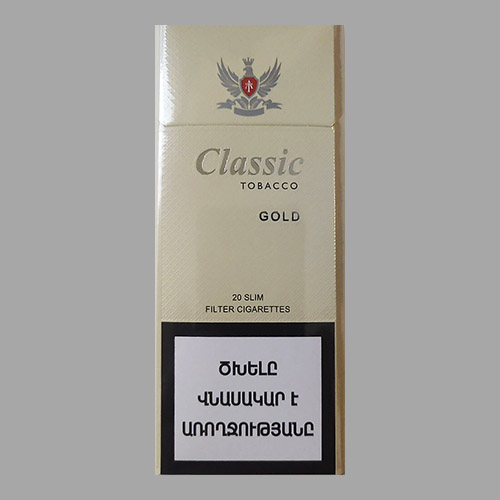 Classic
TOBACCO
GOLD
20 SLIM
FILTER CIGARETTES
ԾԽԵԼԸ
ՎՆԱՍԱԿԱՐ Է
ԱՌՈՂՋՈՒԹՅԱՆԸ